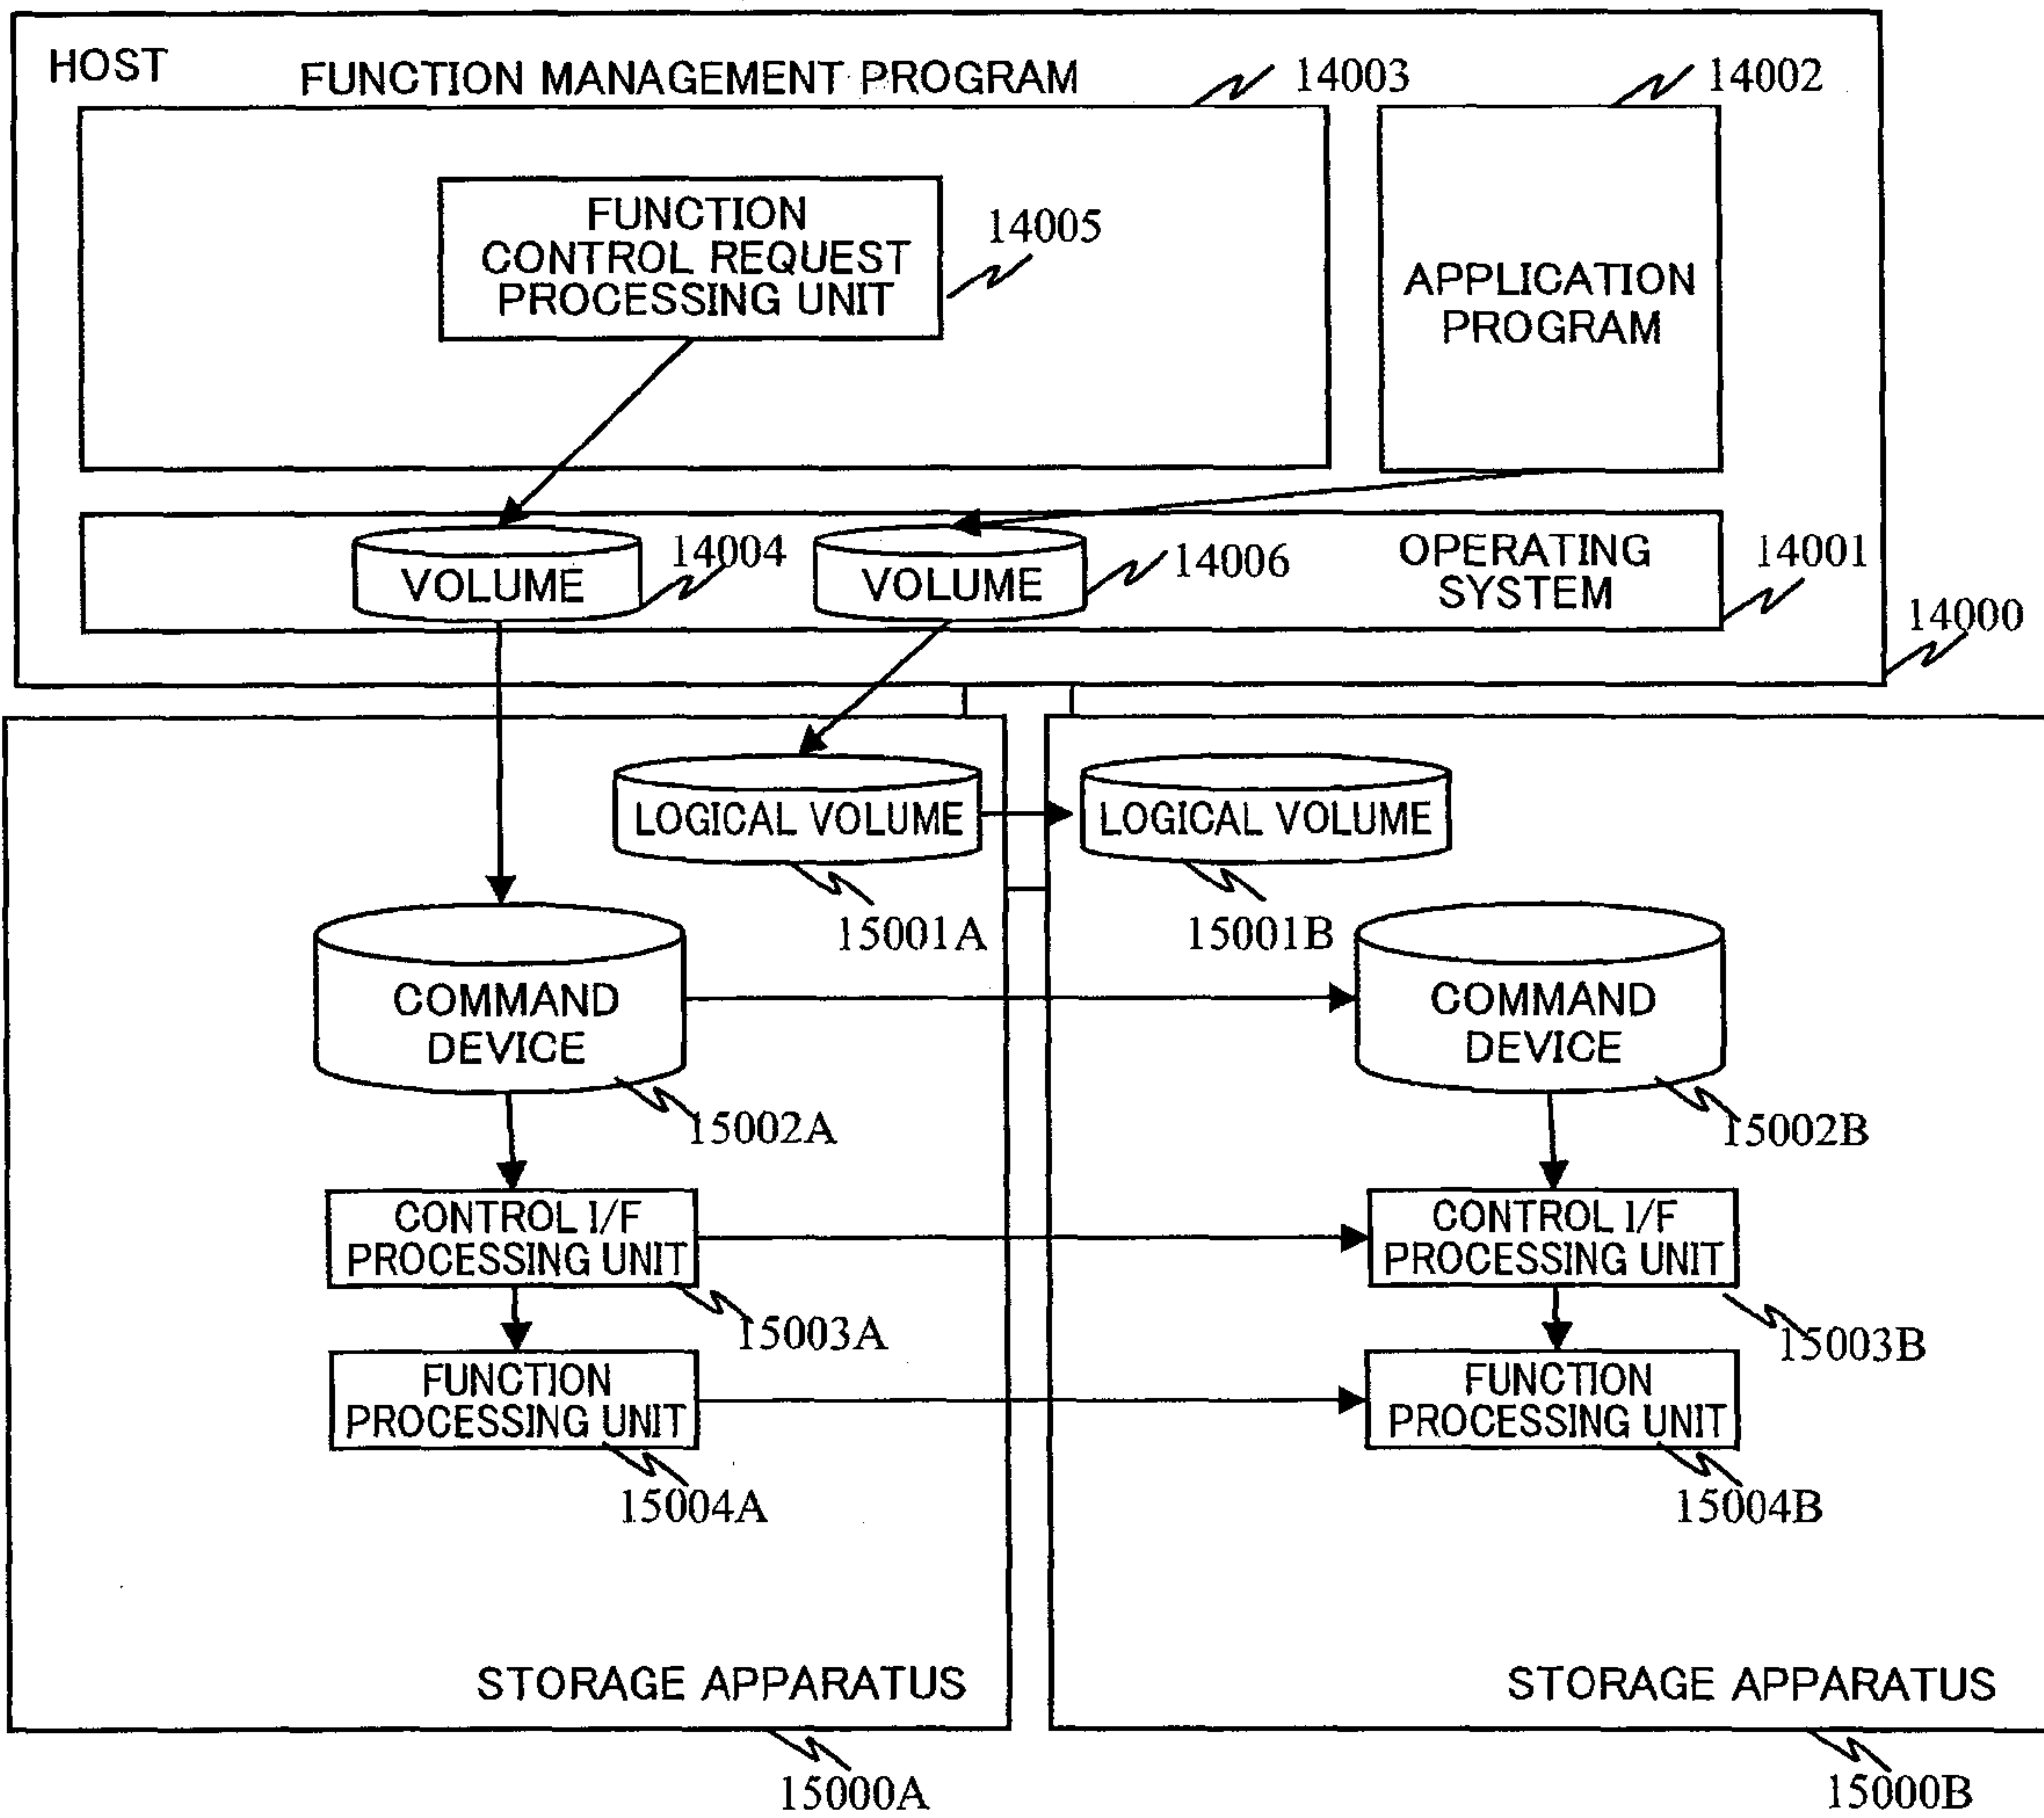 HOST
FUNCTION MANAGEMENT PROGRAM
14003
14002
FUNCTION
CONTROL REQUEST
PROCESSING UNIT
14005
APPLICATION
PROGRAM
VOLUME
14004
VOLUME
14006
OPERATING
SYSTEM
14001
14000
LOGICAL VOLUME
LOGICAL VOLUME
15001A
15001B
COMMAND
DEVICE
COMMAND
DEVICE
15002A
15002B
CONTROL I/F
PROCESSING UNIT
CONTROL I/F
PROCESSING UNIT
15003A
15003B
FUNCTION
PROCESSING UNIT
FUNCTION
PROCESSING UNIT
15004A
15004B
STORAGE APPARATUS
STORAGE APPARATUS
15000A
15000B